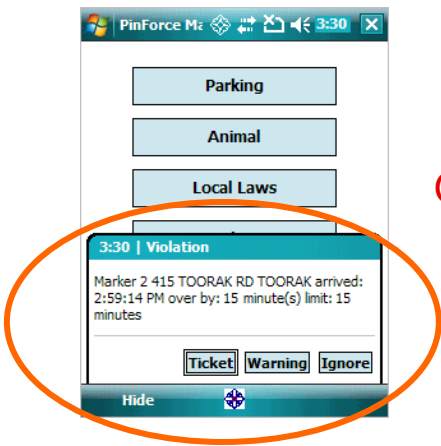 PinForce Ma 3:30
Parking
Animal
Local Laws
3:30 | Violation
Marker 2 415 TOORAK RD TOORAK arrived:
2:59:14 PM over by: 15 minute(s) limit: 15
minutes
Ticket Warning Ignore
Hide